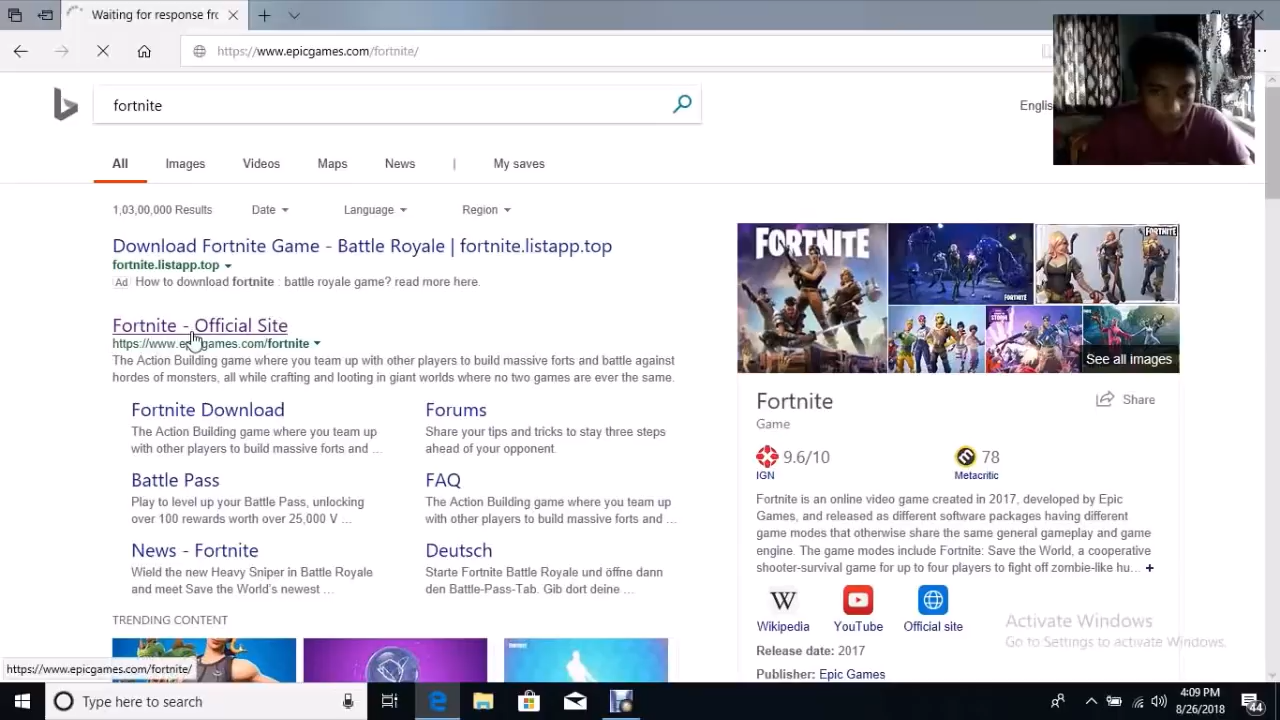 Waiting for response fro
https://www.epicgames.com/fortnite/
fortnite
English
All
Images
Videos
Maps
News
My saves
1,03,00,000 Results
Date
Language
Region
Download Fortnite Game - Battle Royale | fortnite.listapp.top
fortnite.listapp.top
Ad How to download fortnite : battle royale game? read more here.
Fortnite - Official Site
https://www.epicgames.com/fortnite
The Action Building game where you team up with other players to build massive forts and battle against
hordes of monsters, all while crafting and looting in giant worlds where no two games are ever the same.
Fortnite Download
The Action Building game where you team up
with other players to build massive forts and ...
Forums
Share your tips and tricks to stay three steps
ahead of your opponent.
Battle Pass
Play to level up your Battle Pass, unlocking
over 100 rewards worth over 25,000 V ...
FAQ
The Action Building game where you team up
with other players to build massive forts and ...
News - Fortnite
Wield the new Heavy Sniper in Battle Royale
and meet Save the World's newest ...
Deutsch
Starte Fortnite Battle Royale und öffne dann
den Battle-Pass-Tab. Gib dort deine ...
TRENDING CONTENT
FORTNITE
FORTNITE
FORTNITE
See all images
Fortnite
Share
Game
9.6/10
IGN
78
Metacritic
Fortnite is an online video game created in 2017, developed by Epic
Games, and released as different software packages having different
game modes that otherwise share the same general gameplay and game
engine. The game modes include Fortnite: Save the World, a cooperative
shooter-survival game for up to four players to fight off zombie-like hu... +
W
Wikipedia
YouTube
Official site
Release date: 2017
Publisher: Epic Games
Activate Windows
Go to Settings to activate Windows.
https://www.epicgames.com/fortnite/
Type here to search
4:09 PM
8/26/2018
44